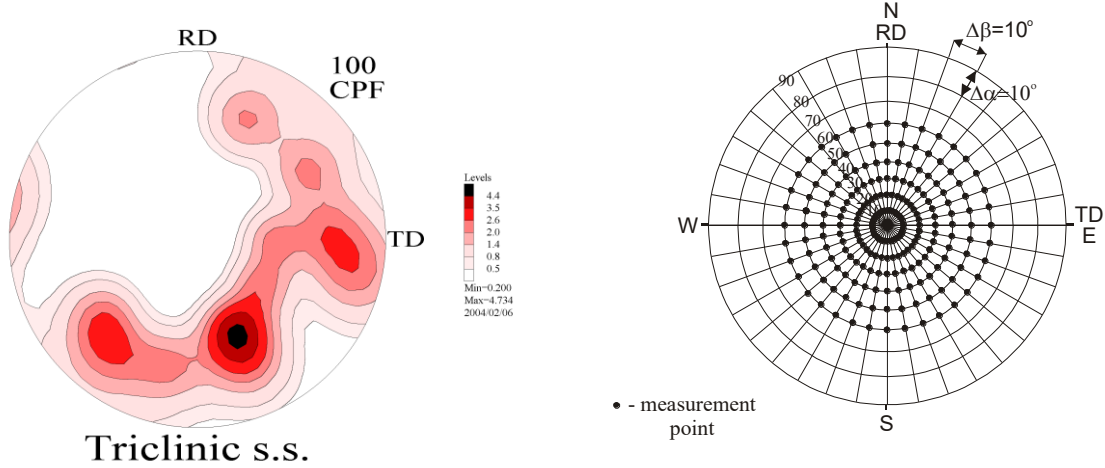 RD
100
CPF
TD
Levels
4.4
3.5
2.6
2.0
1.4
0.8
0.5
Min=0.200
Max=4.734
2004/02/06
Triclinic s.s.
N
RD
Δβ=10°
Δα=10°
90
80
70
60
50
40
30
W
TD
E
S
- measurement
point